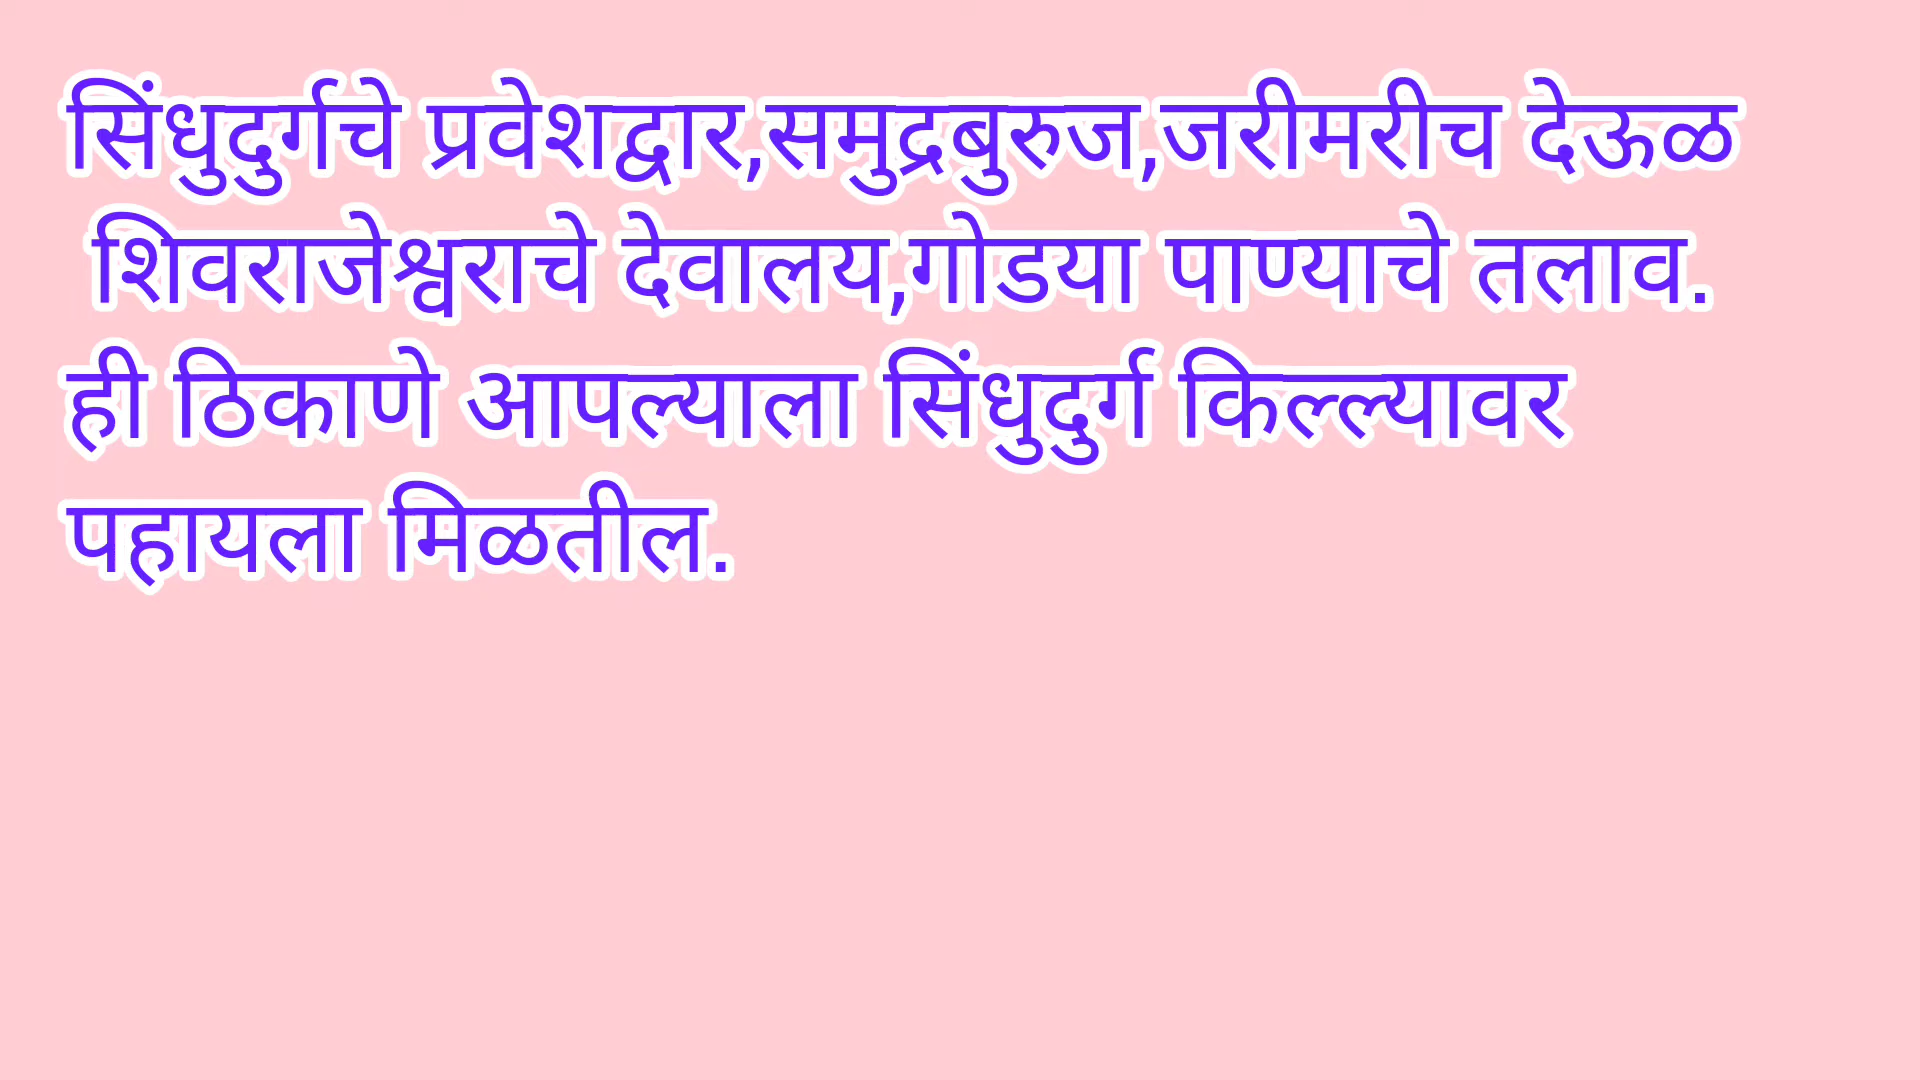 सिंधुदुर्गचे प्रवेशद्वार,समुद्रबुरुज,जरीमरीच देऊळ
शिवराजेश्वराचे देवालय,गोडया पाण्याचे तलाव.
ही ठिकाणे आपल्याला सिंधुदुर्ग किल्ल्यावर
पहायला मिळतील.